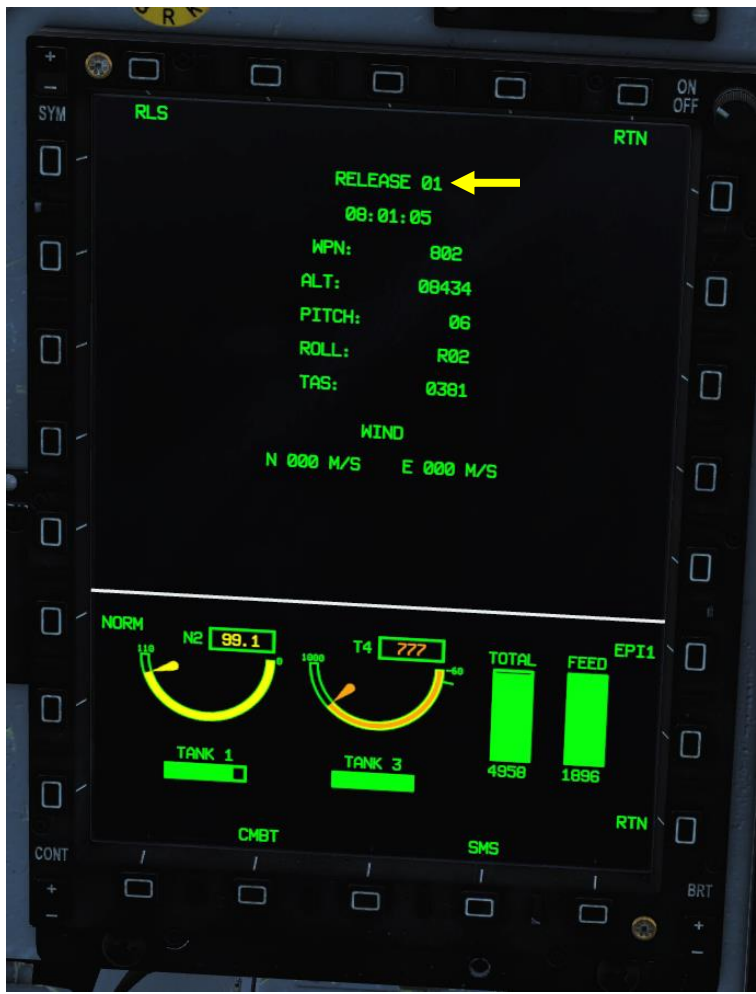 RK
+
-
SYM
ON
OFF
RLS
RTN
RELEASE 01
08:01:05
WPN: 802
ALT: 08434
PITCH: 06
ROLL: R02
TAS: 0381
WIND
N 000 M/S E 000 M/S
NORM
N2 99.1
110
0
T4 777
1000
-60
TOTAL
FEED
EPI1
TANK 1
TANK 3
4958
1896
RTN
CMBT
SMS
CONT
+
-
BRT
+
-